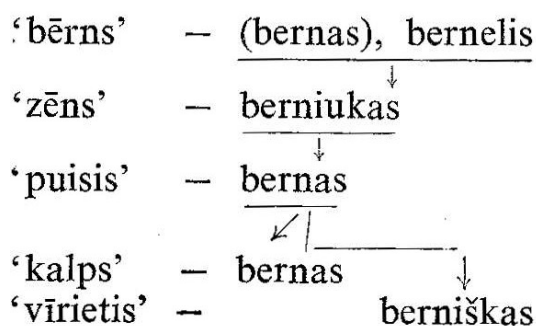 ‘bērns’ – (bernas), bernelis
‘zēns’ – berniukas
‘puisis’ – bernas
‘kalps’ – bernas
‘vīrietis’ – berniškas